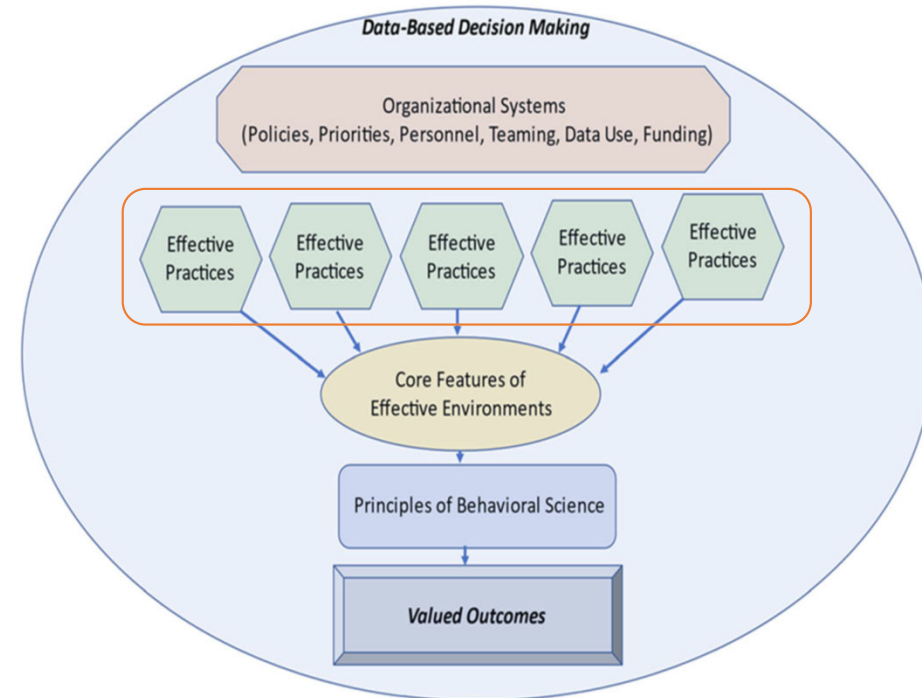 Data-Based Decision Making
Organizational Systems
(Policies, Priorities, Personnel, Teaming, Data Use, Funding)
Effective
Practices
Effective
Practices
Effective
Practices
Effective
Practices
Effective
Practices
Core Features of
Effective Environments
Principles of Behavioral Science
Valued Outcomes